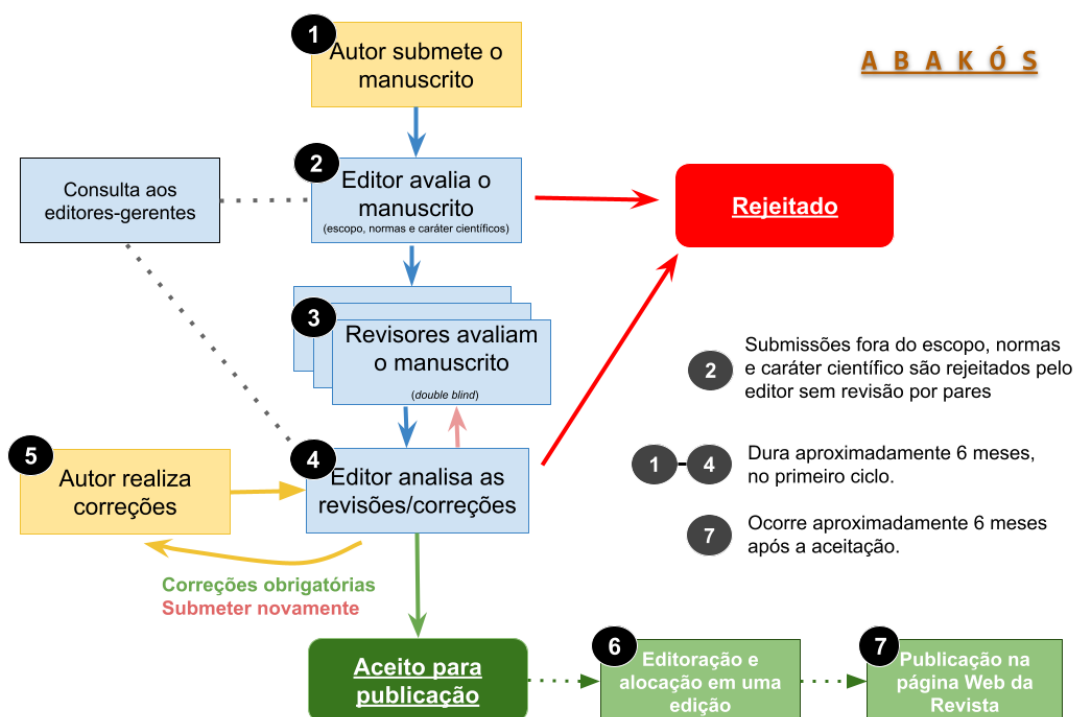 1
Autor submete o
manuscrito
A B A K Ó S
Consulta aos
editores-gerentes
2
Editor avalia o
manuscrito
(escopo, normas e caráter científicos)
Rejeitado
3
Revisores avaliam
o manuscrito
(double blind)
2
Submissões fora do escopo, normas
e caráter científico são rejeitados pelo
editor sem revisão por pares
5
Autor realiza
correções
4
Editor analisa as
revisões/correções
1 4
Dura aproximadamente 6 meses,
no primeiro ciclo.
7
Ocorre aproximadamente 6 meses
após a aceitação.
Correções obrigatórias
Submeter novamente
Aceito para
publicação
6
Editoração e
alocação em uma
edição
7
Publicação na
página Web da
Revista